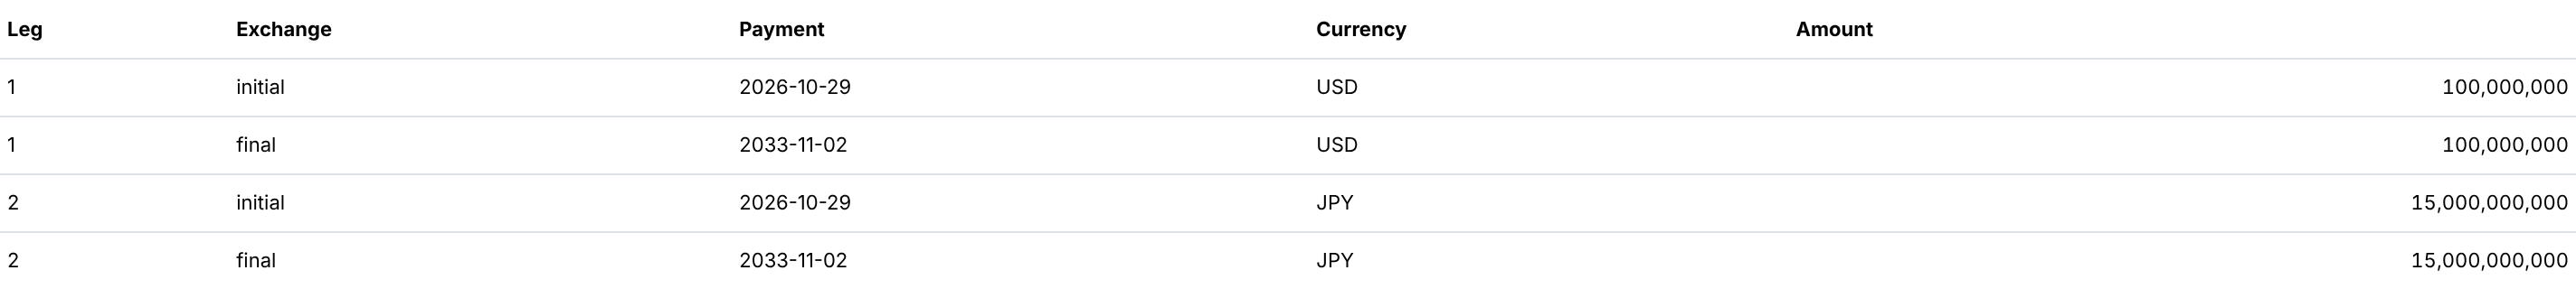 Leg Exchange Payment Currency Amount
1 initial 2026-10-29 USD 100,000,000
1 final 2033-11-02 USD 100,000,000
2 initial 2026-10-29 JPY 15,000,000,000
2 final 2033-11-02 JPY 15,000,000,000